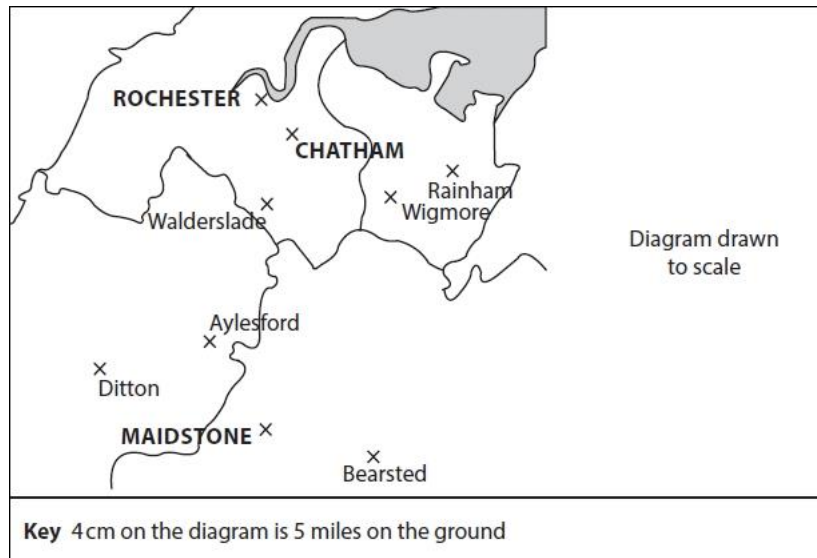 ROCHESTER
CHATHAM
Rainham
Wigmore
Walderslade
Diagram drawn
to scale
Aylesford
Ditton
MAIDSTONE
Bearsted
Key 4 cm on the diagram is 5 miles on the ground